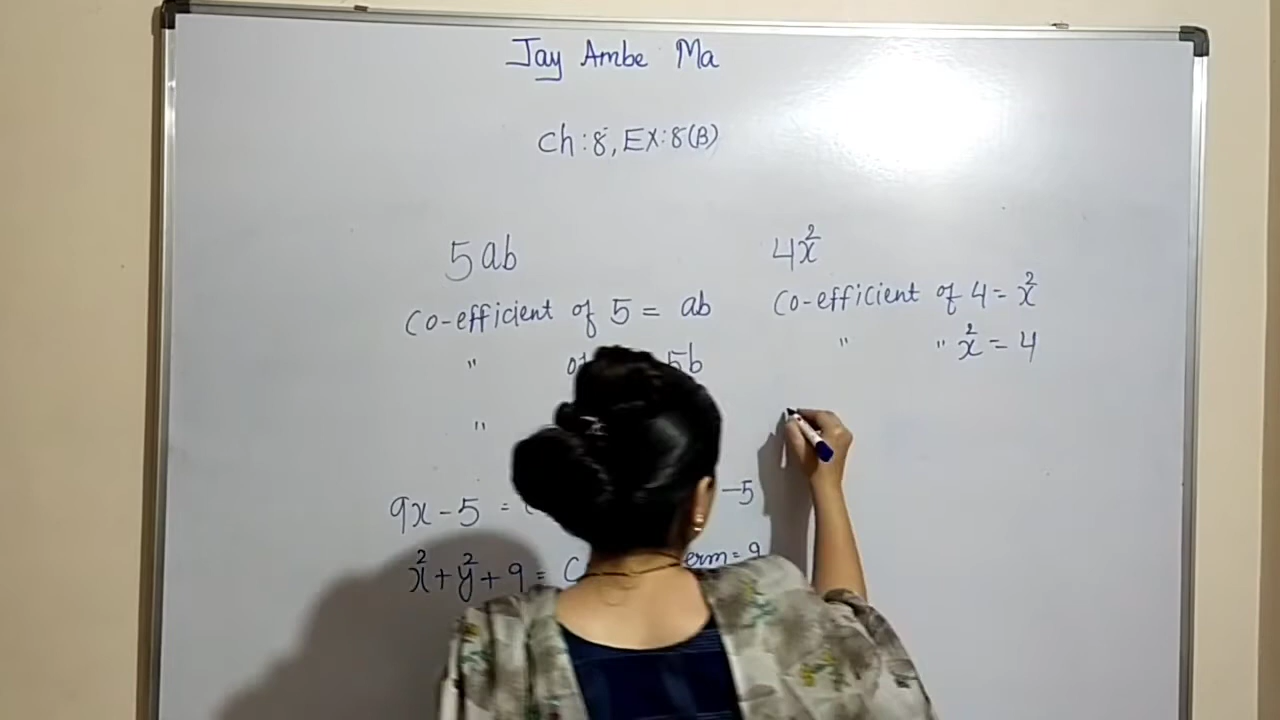 Jay Ambe Ma
Ch:8, EX:8(B)
5ab
Co-efficient of 5 = ab
" 5b
"
9x - 5 = -5
x² + y² + 9 = = 9
4x²
Co-efficient of 4 = x²
" " x² = 4